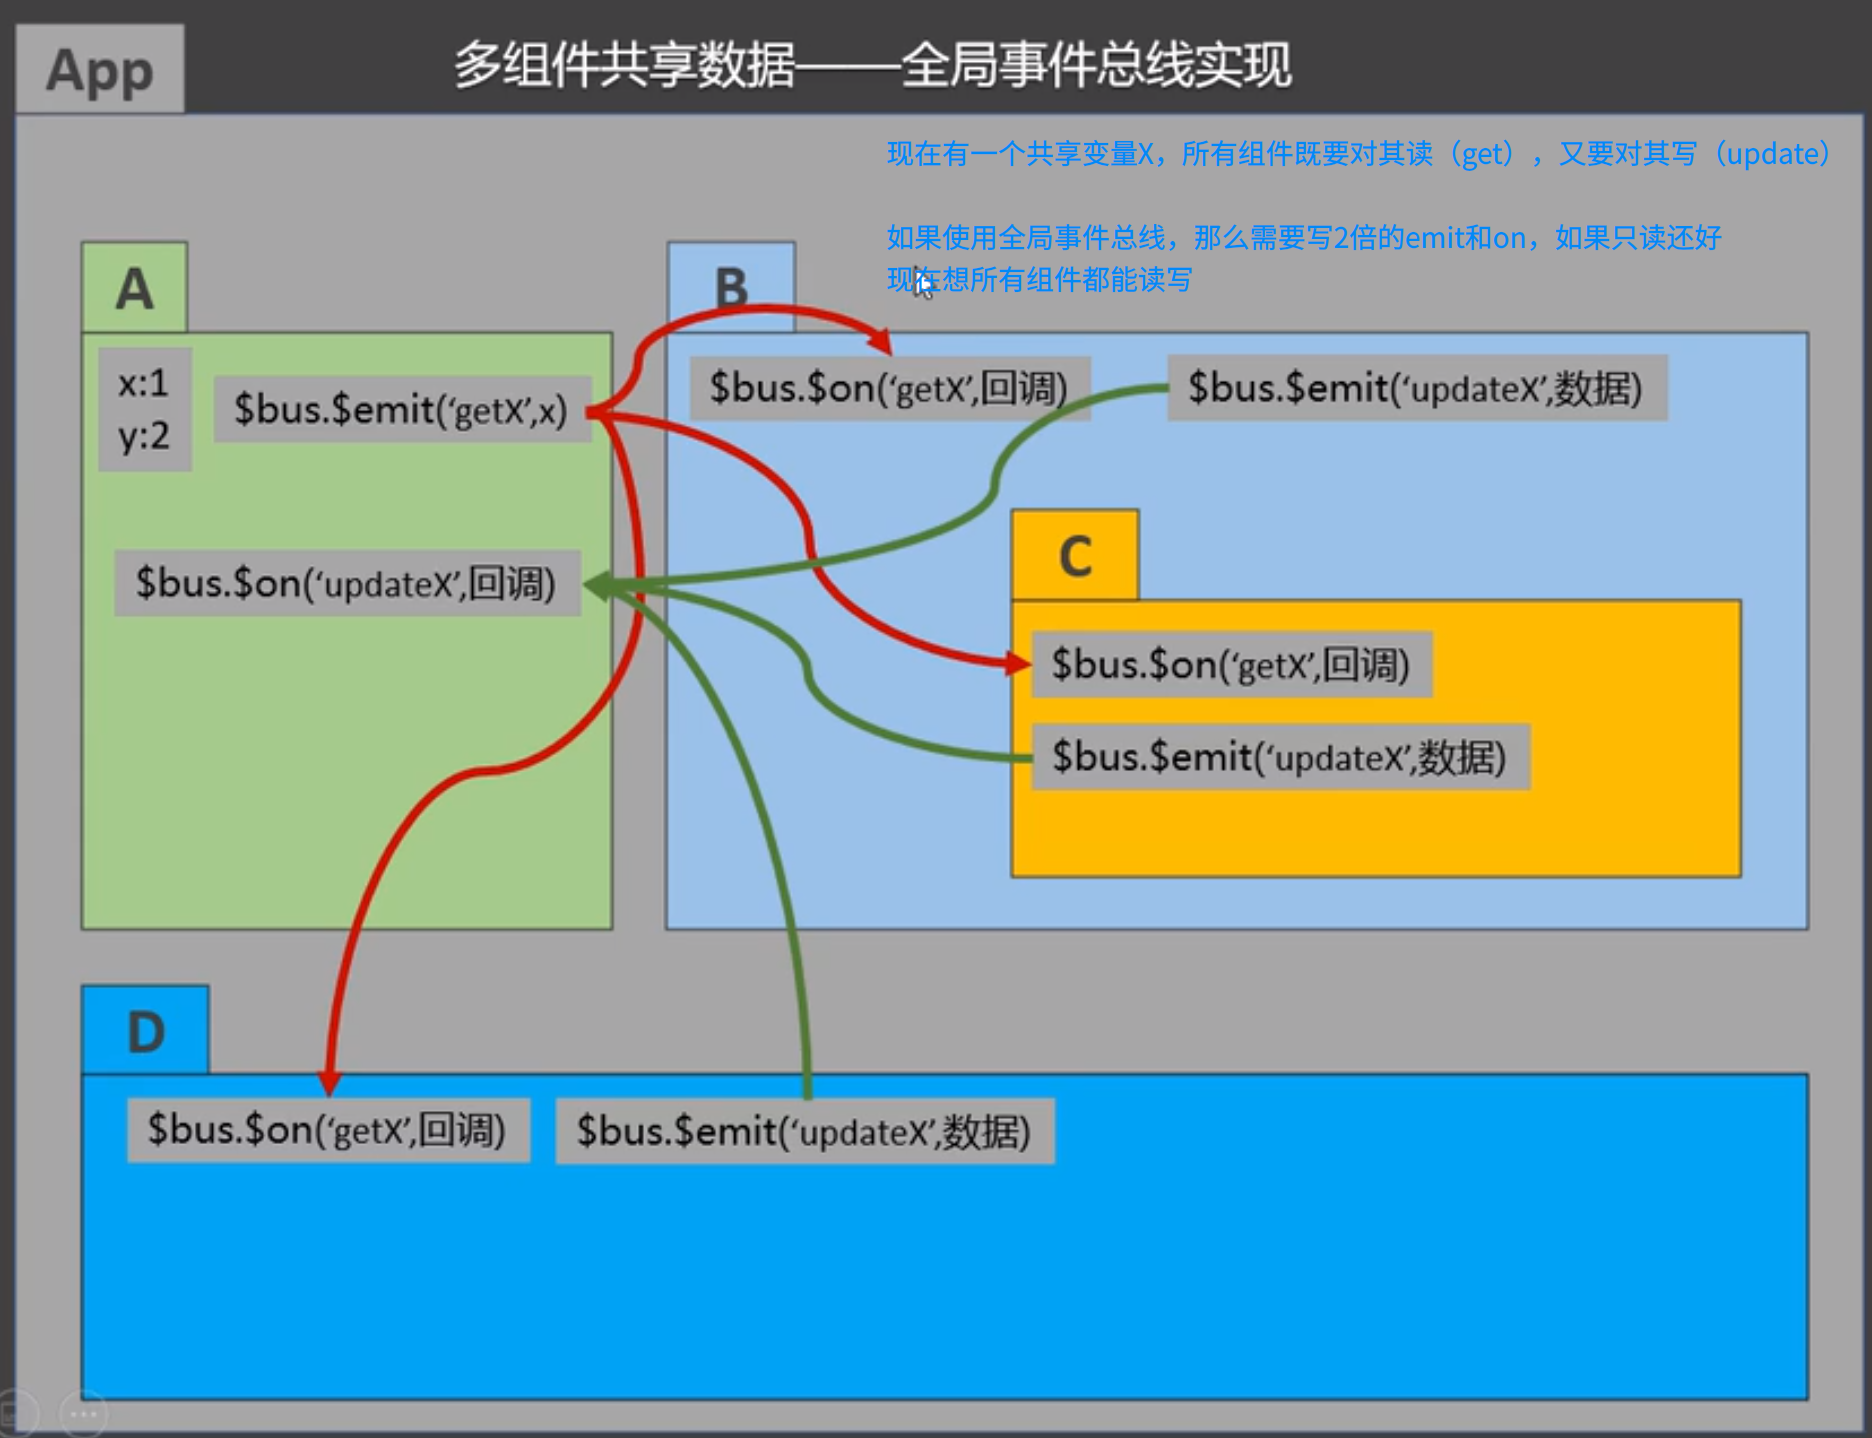 App
多组件共享数据——全局事件总线实现
现在有一个共享变量X，所有组件既要对其读（get），又要对其写（update）
如果使用全局事件总线，那么需要写2倍的emit和on，如果只读还好
现在想所有组件都能读写
A
x:1
y:2
$bus.$emit(‘getX’,x)
$bus.$on(‘updateX’,回调)
B
$bus.$on(‘getX’,回调)
$bus.$emit(‘updateX’,数据)
C
$bus.$on(‘getX’,回调)
$bus.$emit(‘updateX’,数据)
D
$bus.$on(‘getX’,回调)
$bus.$emit(‘updateX’,数据)